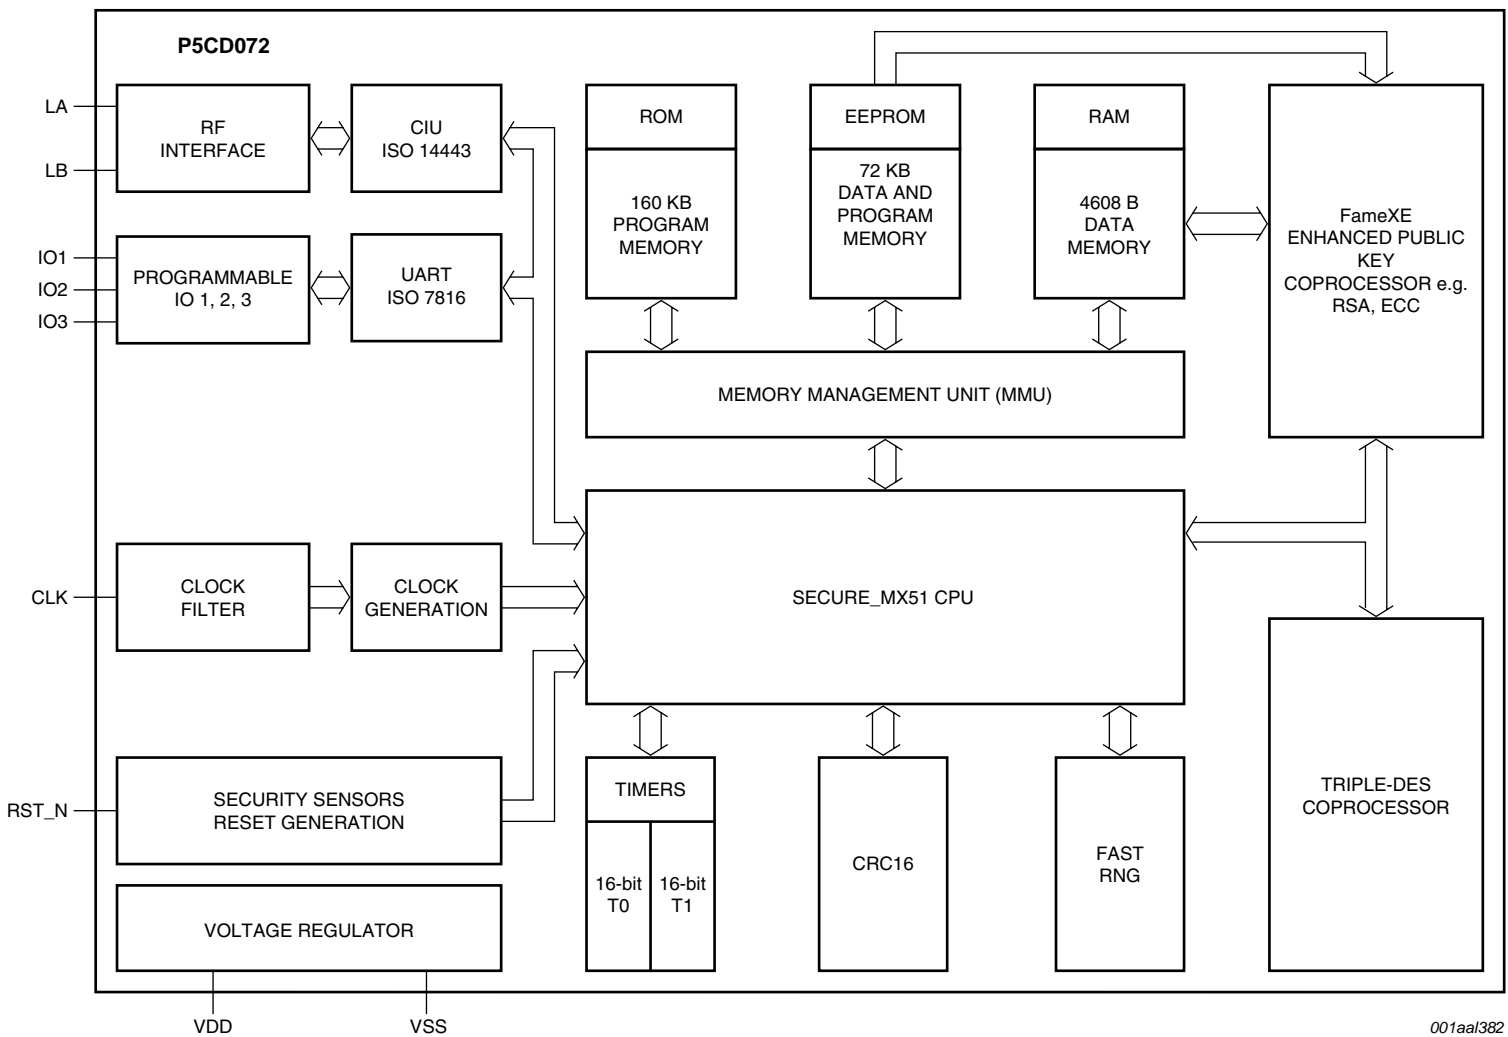 P5CD072
LA
LB
RF
INTERFACE
CIU
ISO 14443
IO1
IO2
IO3
PROGRAMMABLE
IO 1, 2, 3
UART
ISO 7816
ROM
160 KB
PROGRAM
MEMORY
EEPROM
72 KB
DATA AND
PROGRAM
MEMORY
RAM
4608 B
DATA
MEMORY
FameXE
ENHANCED PUBLIC
KEY
COPROCESSOR e.g.
RSA, ECC
MEMORY MANAGEMENT UNIT (MMU)
CLK
CLOCK
FILTER
CLOCK
GENERATION
SECURE_MX51 CPU
RST_N
SECURITY SENSORS
RESET GENERATION
VOLTAGE REGULATOR
TIMERS
16-bit
T0
16-bit
T1
CRC16
FAST
RNG
TRIPLE-DES
COPROCESSOR
VDD
VSS
001aal382